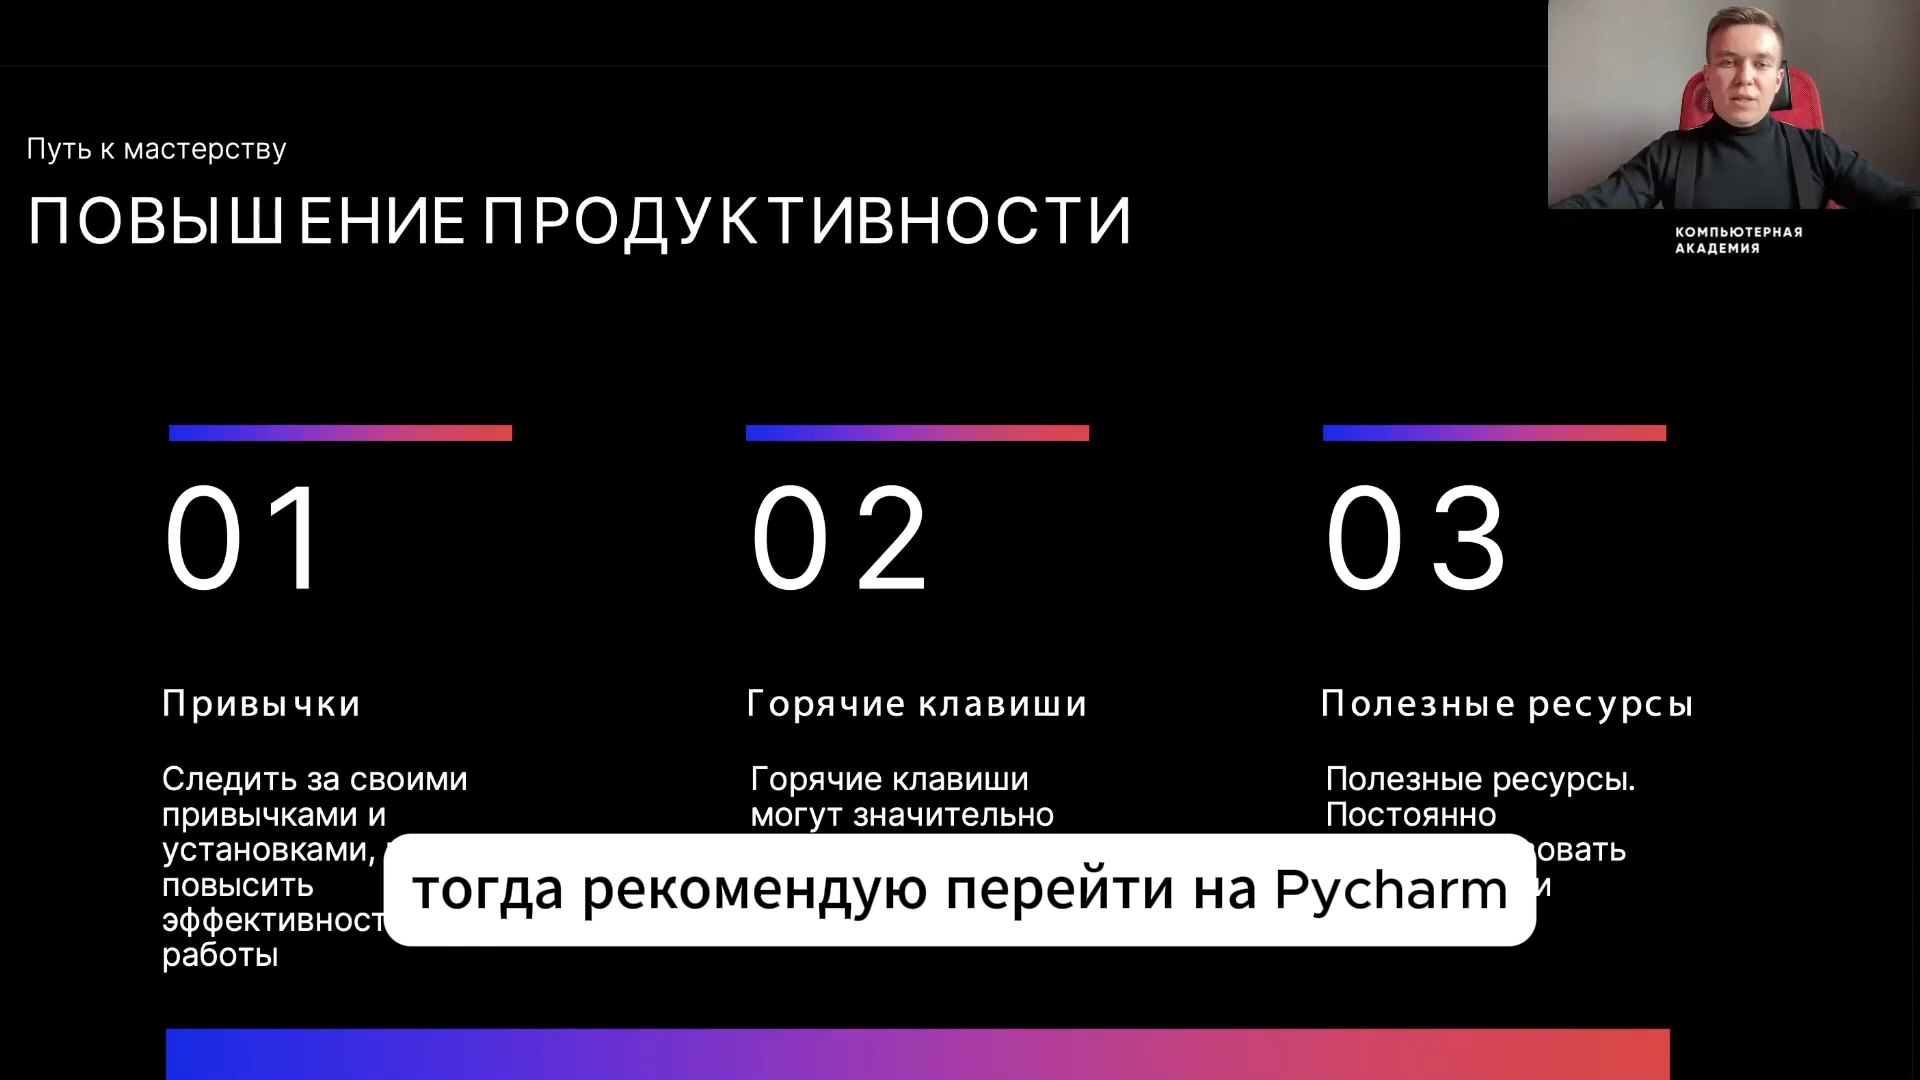 Путь к мастерству
ПОВЫШЕНИЕ ПРОДУКТИВНОСТИ
КОМПЬЮТЕРНАЯ
АКАДЕМИЯ
01
Привычки
Следить за своими
привычками и
установками,
повысить
эффективност
работы
02
Горячие клавиши
Горячие клавиши
могут значительно
03
Полезные ресурсы
Полезные ресурсы.
Постоянно
овать
и
тогда рекомендую перейти на Pycharm